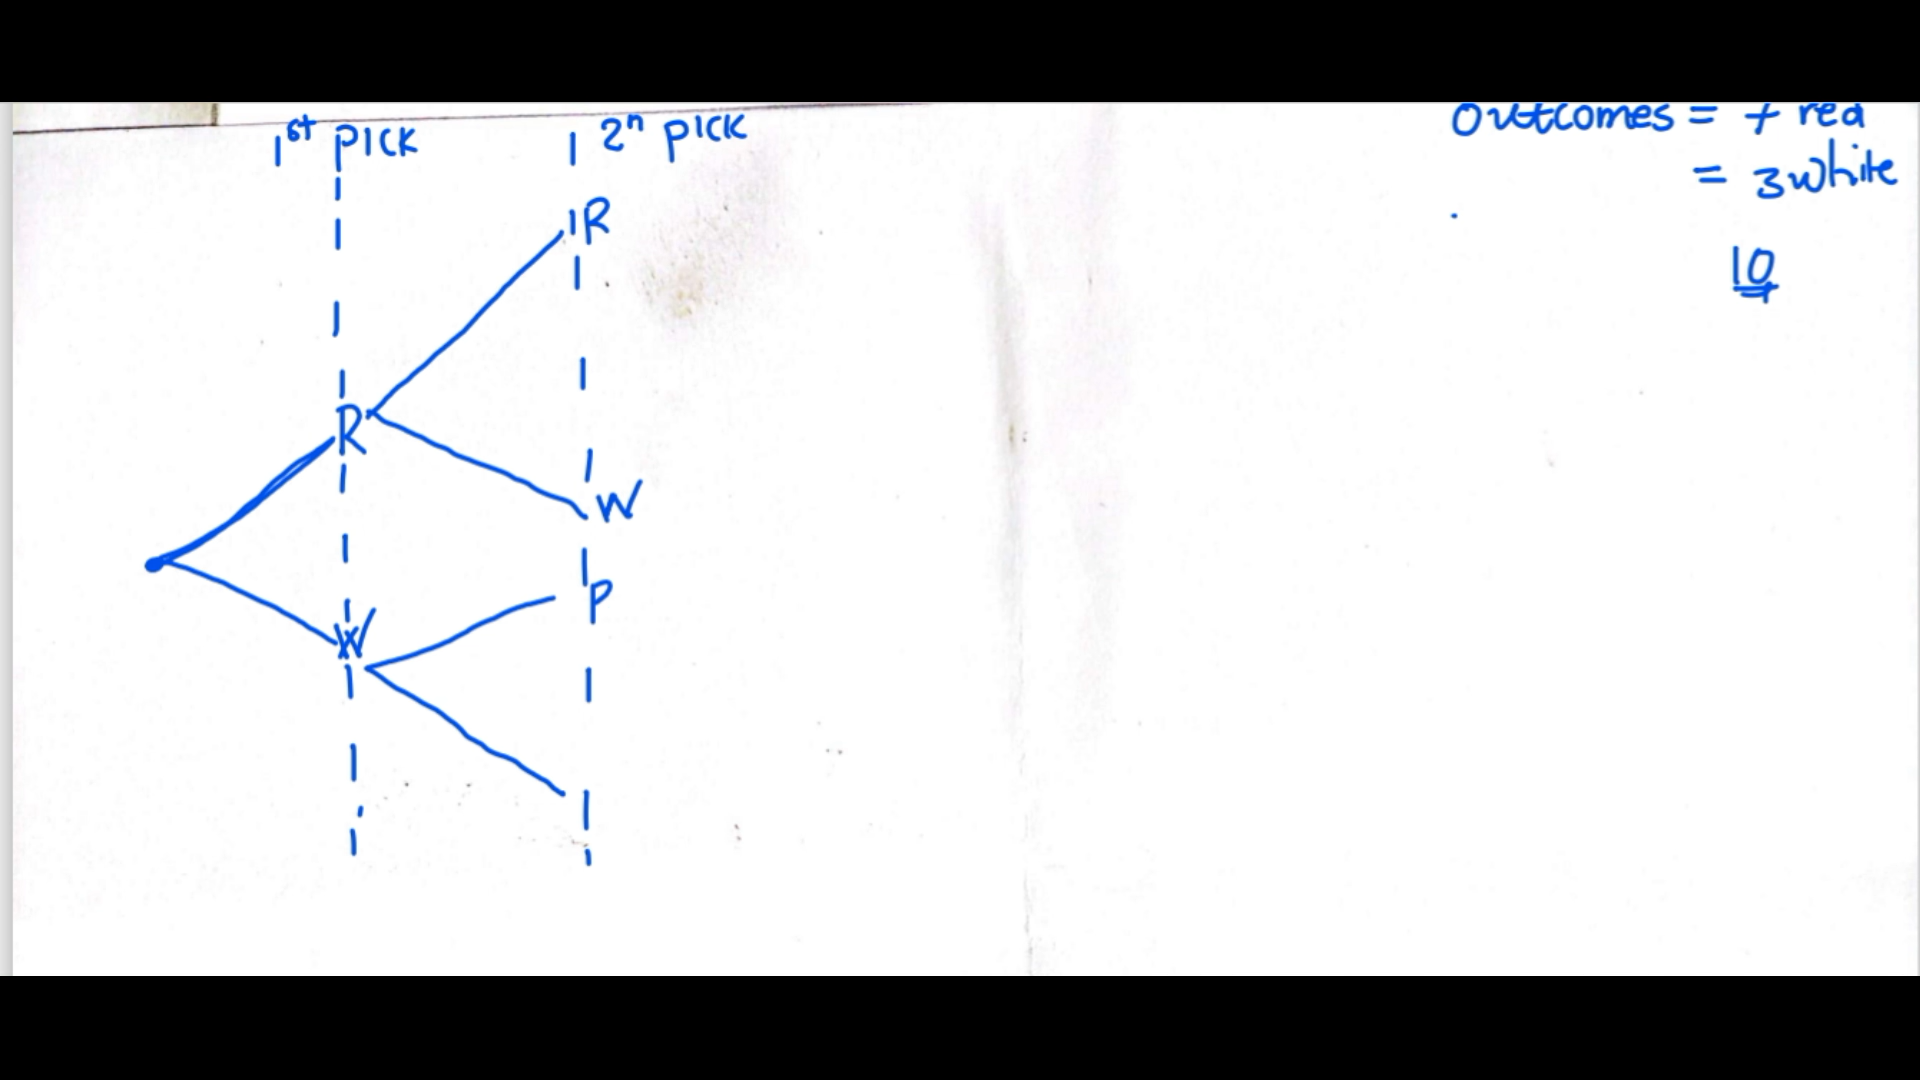 outcomes = 7 red
= 3 white
1st pick 2n pick
R
R
W
W
P
10